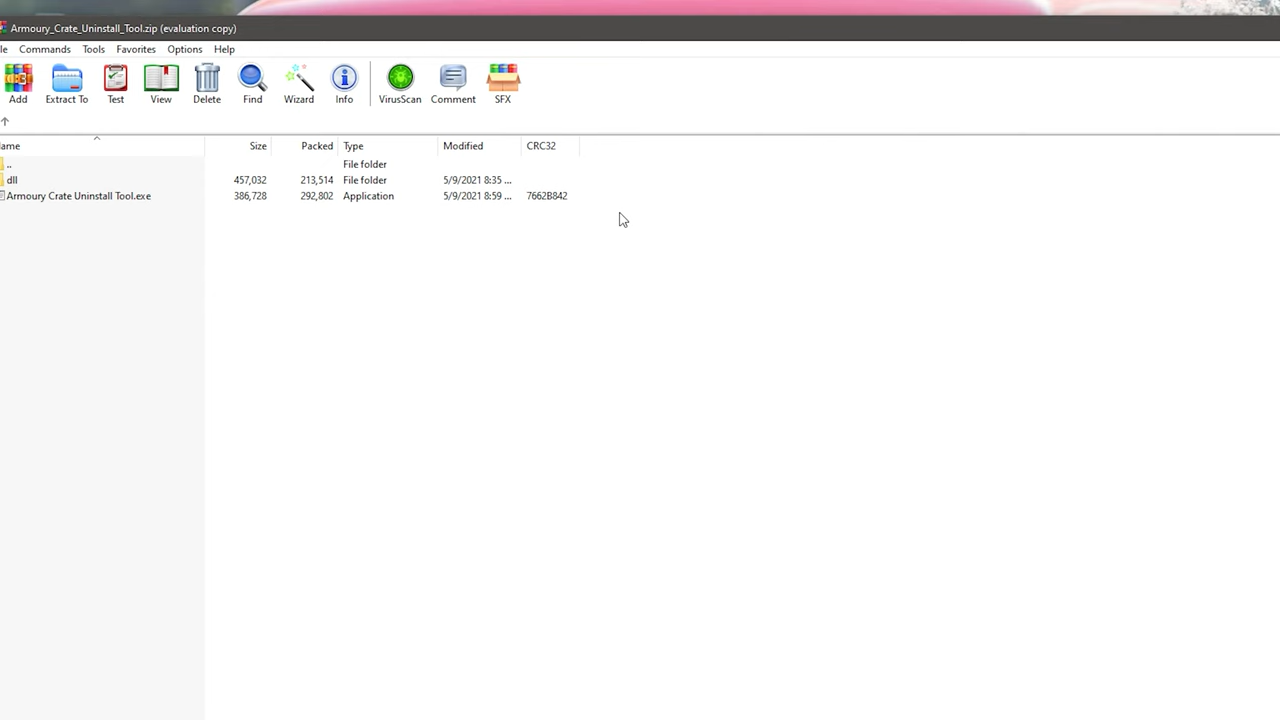 Armoury_Crate_Uninstall_Tool.zip (evaluation copy)
le Commands Tools Favorites Options Help
Add Extract To Test View Delete Find Wizard Info VirusScan Comment SFX
ame Size Packed Type Modified CRC32
.. File folder
dll 457,032 213,514 File folder 5/9/2021 8:35 ...
Armoury Crate Uninstall Tool.exe 386,728 292,802 Application 5/9/2021 8:59 ... 7662B842